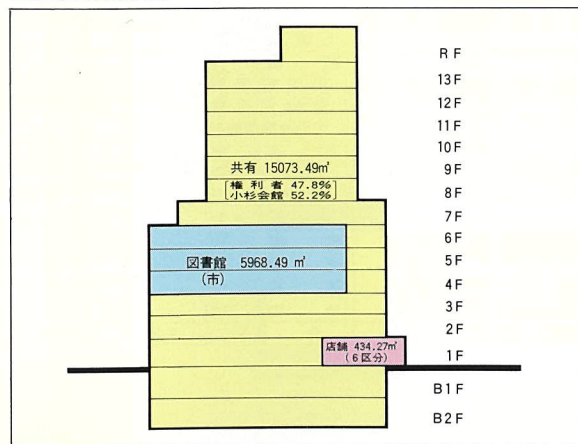 RF
13F
12F
11F
10F
9F
8F
7F
6F
5F
4F
3F
2F
1F
B1F
B2F
共有 15073.49㎡
[権利者 47.8%]
[小杉会館 52.2%]
図書館 5968.49 ㎡
(市)
店舗 434.27㎡
(6区分)